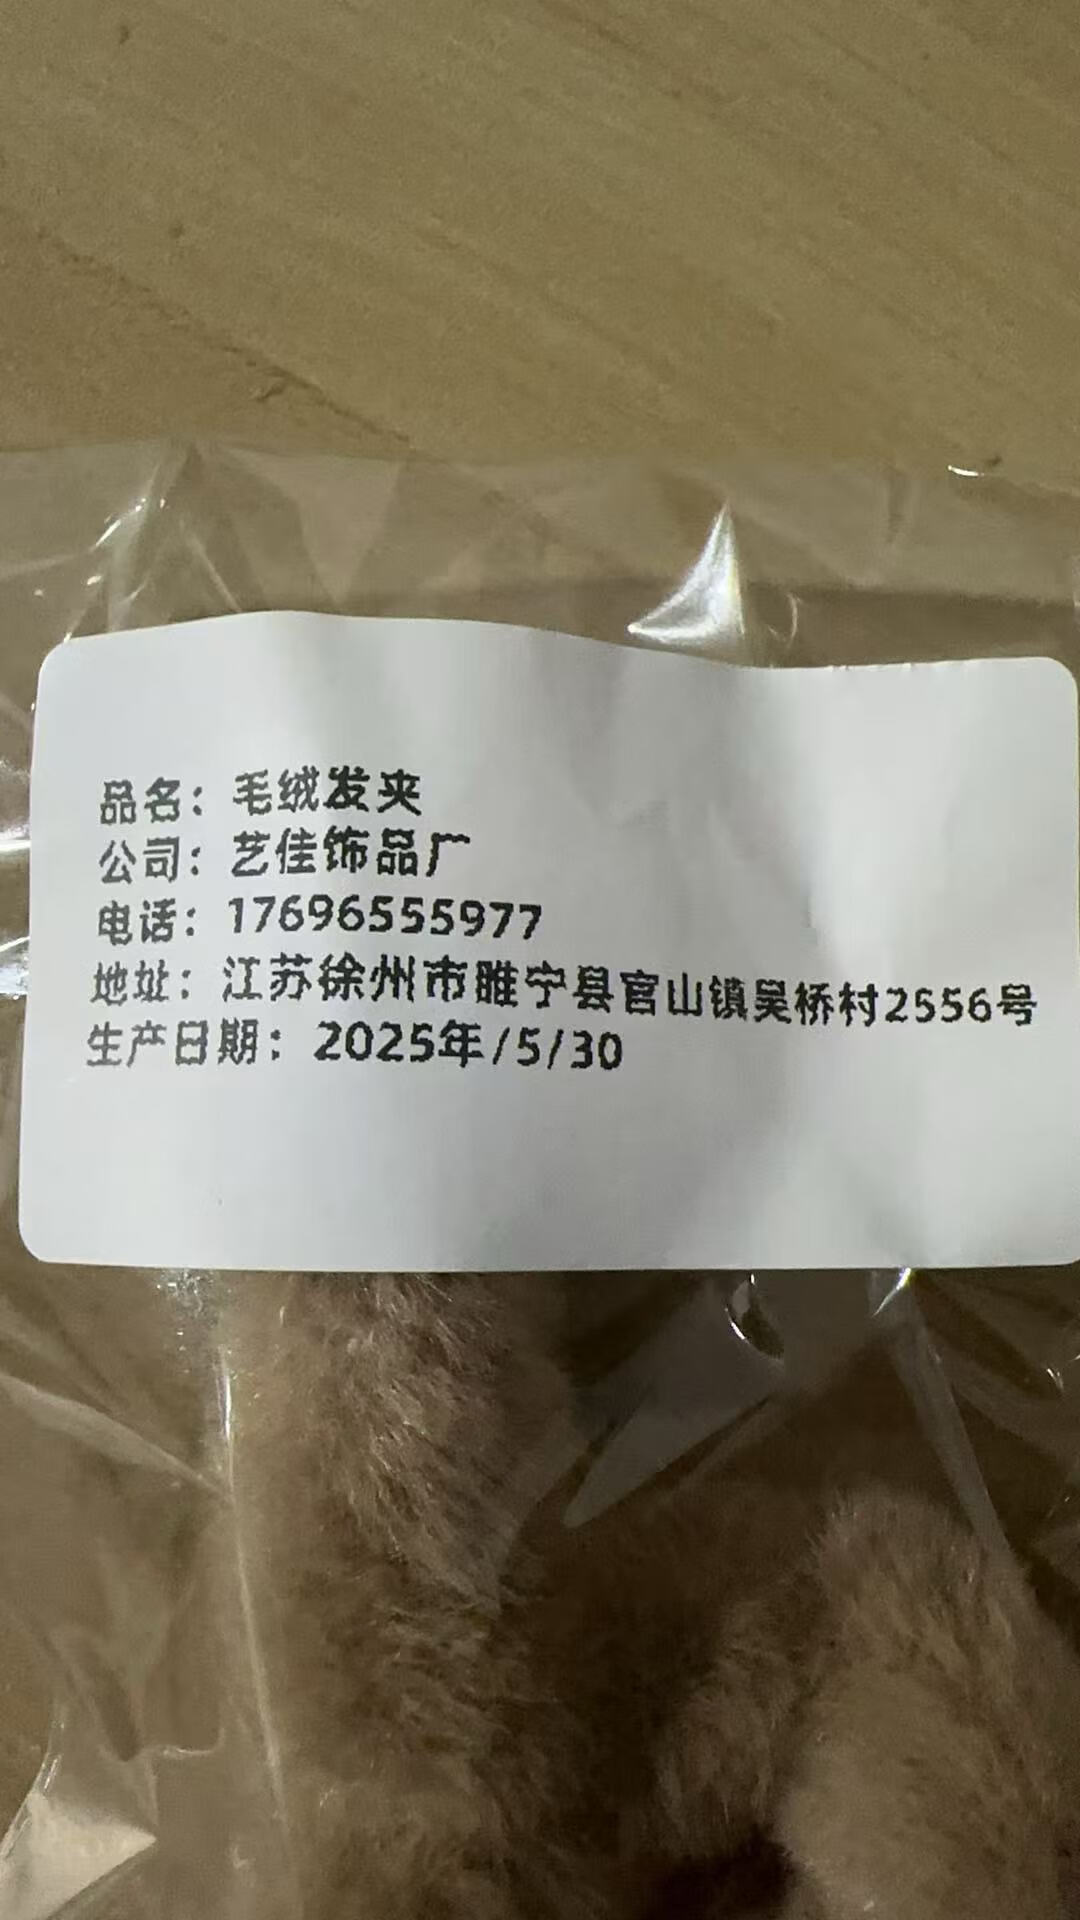 品名：毛绒发夹
公司：艺佳饰品厂
电话：17696555977
地址：江苏徐州市睢宁县官山镇吴桥村2556号
生产日期：2025年/5/30